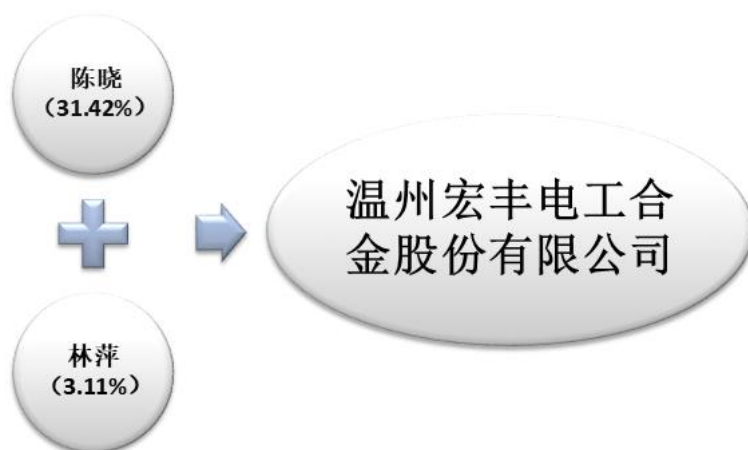 陈晓
（31.42%）
温州宏丰电工合
金股份有限公司
林萍
（3.11%）